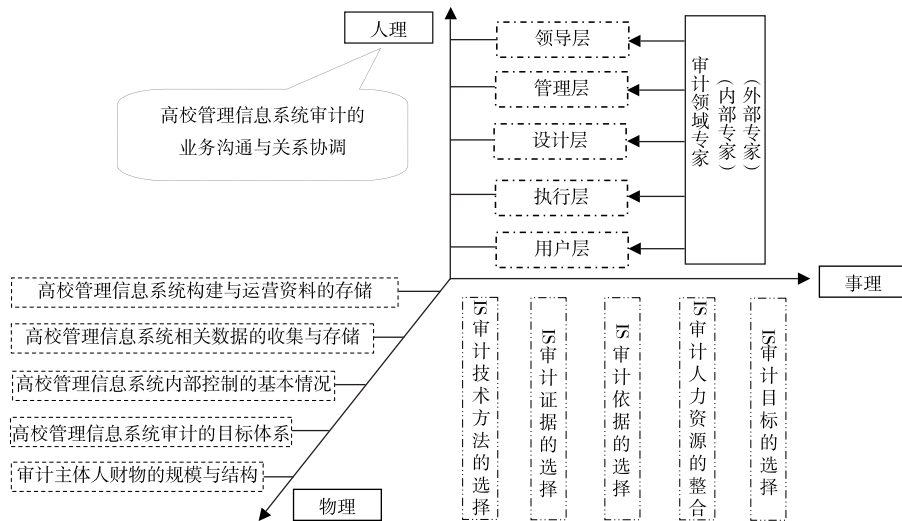 人理
高校管理信息系统审计的
业务沟通与关系协调
领导层
管理层
设计层
执行层
用户层
审计领域专家
(内部专家)
(外部专家)
事理
高校管理信息系统构建与运营资料的存储
高校管理信息系统相关数据的收集与存储
高校管理信息系统内部控制的基本情况
高校管理信息系统审计的目标体系
审计主体人财物的规模与结构
物理
IS审计技术方法的选择
IS审计证据的选择
IS审计依据的选择
IS审计人力资源的整合
IS审计目标的选择